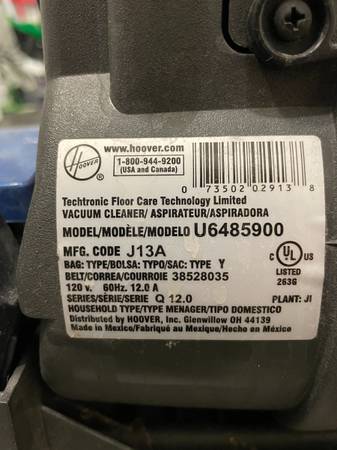 HOOVER
www.hoover.com
1-800-944-9200
(USA and Canada)
0 73502 02913 8
Techtronic Floor Care Technology Limited
VACUUM CLEANER/ ASPIRATEUR/ASPIRADORA
MODEL/MODÈLE/MODELO U6485900
MFG. CODE J13A
BAG: TYPE/BOLSA: TYPO/SAC: TYPE Y
BELT/CORREA/COURROIE 38528035
120 v. 60Hz. 12.0 A
SERIES/SÉRIE/SERIE Q 12.0
C UL US
LISTED
263G
PLANT: JI
HOUSEHOLD TYPE/TYPE MENAGER/TIPO DOMESTICO
Distributed by HOOVER, Inc. Glenwillow OH 44139
Made in Mexico/Fabriqué au Mexique/Hecho en México